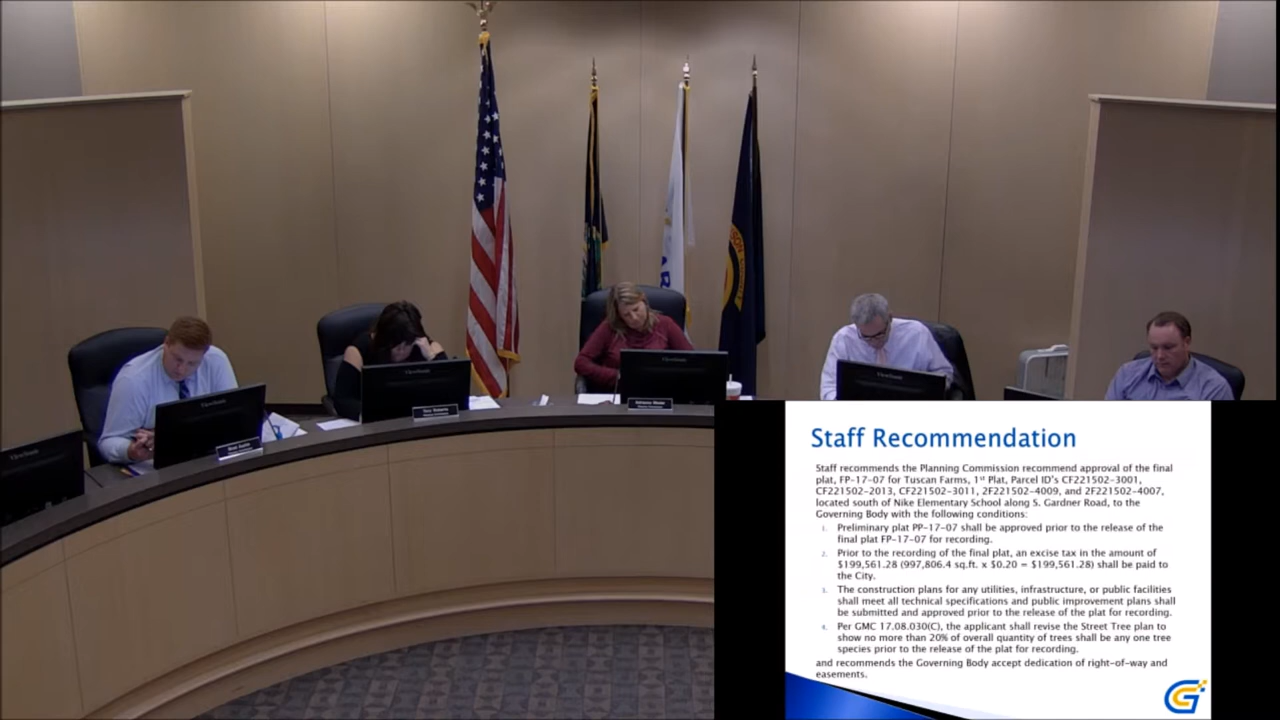 ViewSonic
ViewSonic
ViewSonic
ViewSonic
Staff Recommendation
Staff recommends the Planning Commission recommend approval of the final
plat, FP-17-07 for Tuscan Farms, 1st Plat, Parcel ID's CF221502-3001,
CF221502-2013, CF221502-3011, 2F221502-4009, and 2F221502-4007,
located south of Nike Elementary School along S. Gardner Road, to the
Governing Body with the following conditions:
1. Preliminary plat PP-17-07 shall be approved prior to the release of the
final plat FP-17-07 for recording.
2. Prior to the recording of the final plat, an excise tax in the amount of
$199,561.28 (997,806.4 sq.ft. x $0.20 = $199,561.28) shall be paid to
the City.
3. The construction plans for any utilities, infrastructure, or public facilities
shall meet all technical specifications and public improvement plans shall
be submitted and approved prior to the release of the plat for recording.
4. Per GMC 17.08.030(C), the applicant shall revise the Street Tree plan to
show no more than 20% of overall quantity of trees shall be any one tree
species prior to the release of the plat for recording.
and recommends the Governing Body accept dedication of right-of-way and
easements.